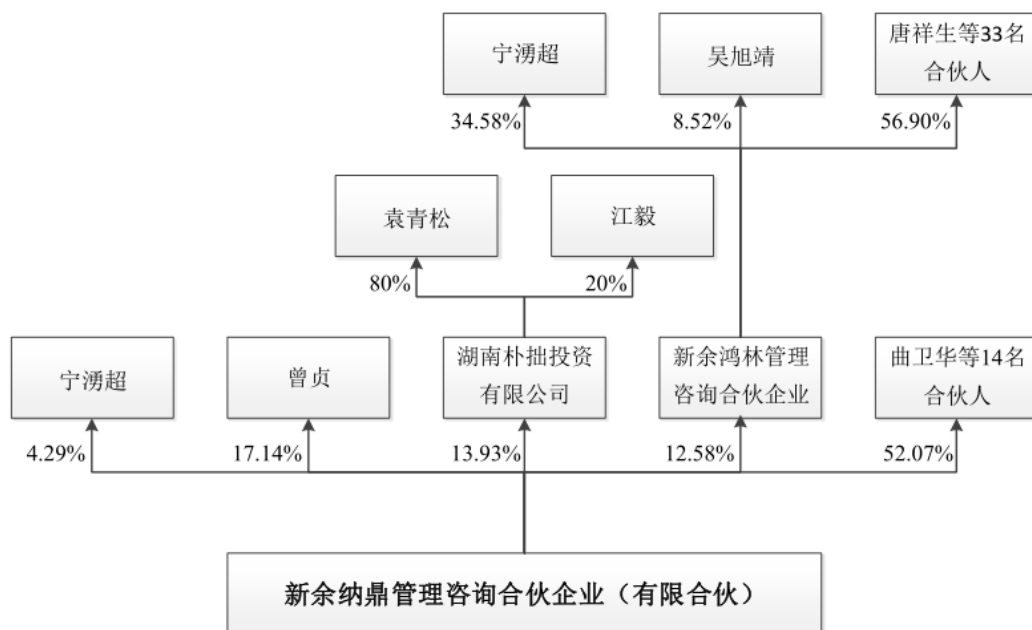 宁湧超
吴旭靖
唐祥生等33名
合伙人
34.58%
8.52%
56.90%
袁青松
江毅
80%
20%
宁湧超
曾贞
湖南朴拙投资
有限公司
新余鸿林管理
咨询合伙企业
曲卫华等14名
合伙人
4.29%
17.14%
13.93%
12.58%
52.07%
新余纳鼎管理咨询合伙企业（有限合伙）